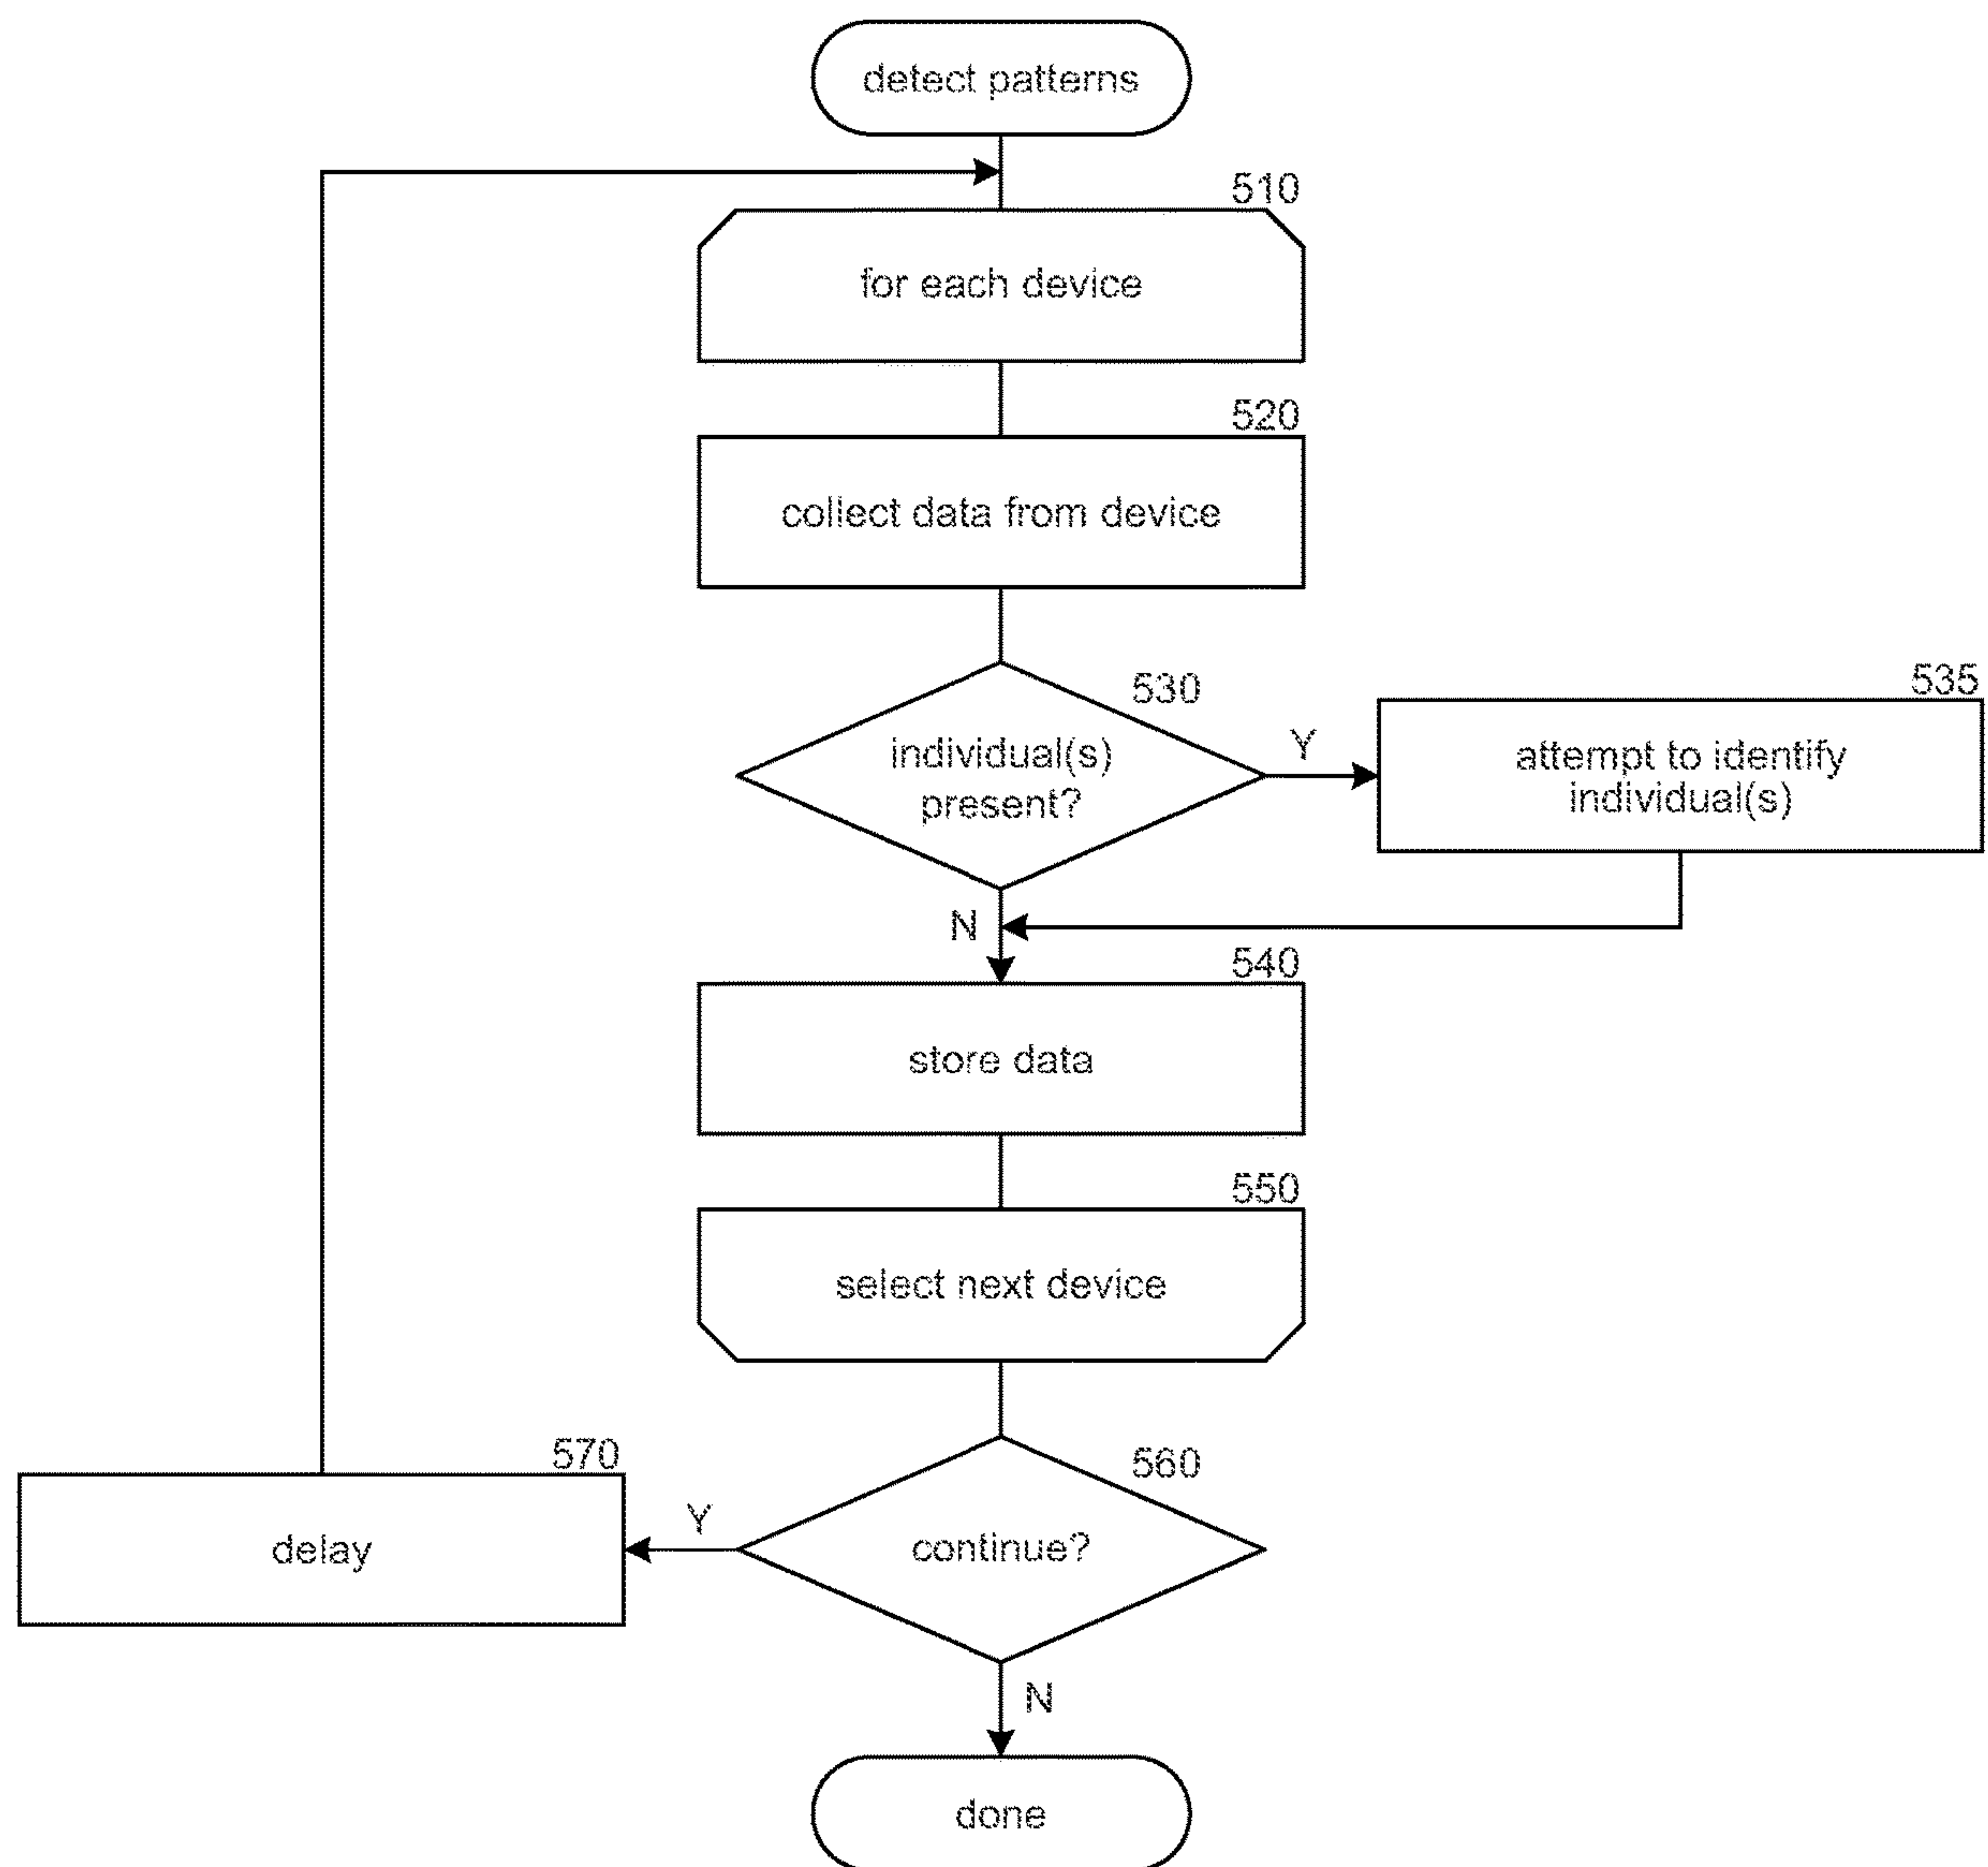 detect patterns
510
for each device
520
collect data from device
530
individual(s)
present?
Y
535
attempt to identify
individual(s)
N
540
store data
550
select next device
560
continue?
Y
570
delay
N
done